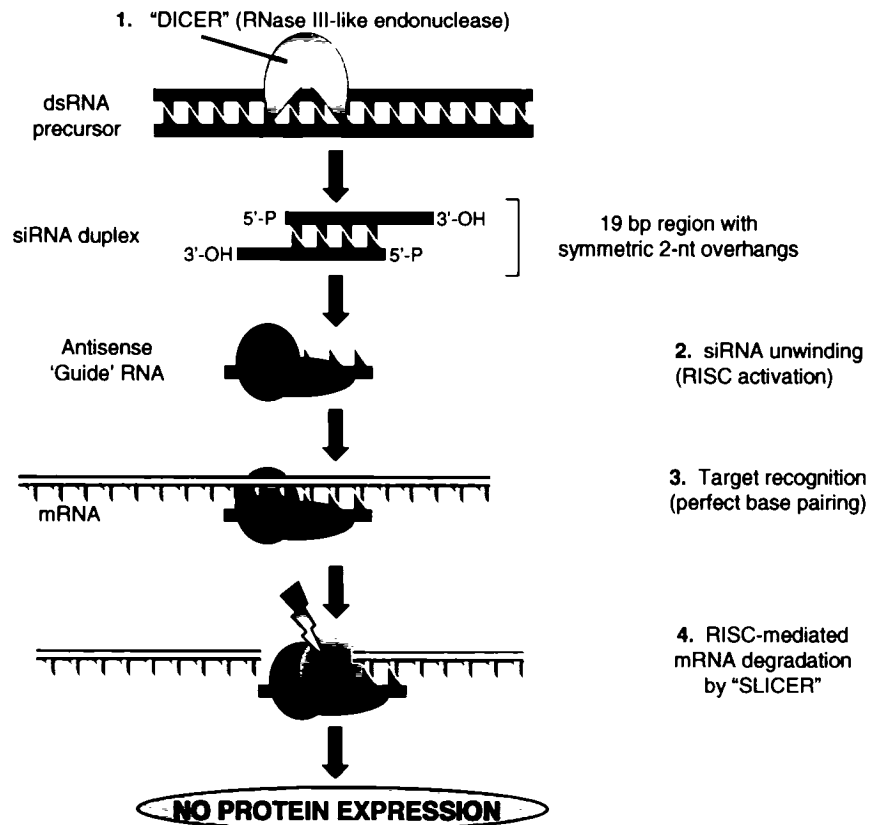 1. "DICER" (RNase III-like endonuclease)
dsRNA
precursor
5'-P
3'-OH
siRNA duplex
3'-OH
5'-P
19 bp region with
symmetric 2-nt overhangs
Antisense
'Guide' RNA
2. siRNA unwinding
(RISC activation)
3. Target recognition
(perfect base pairing)
mRNA
4. RISC-mediated
mRNA degradation
by "SLICER"
NO PROTEIN EXPRESSION